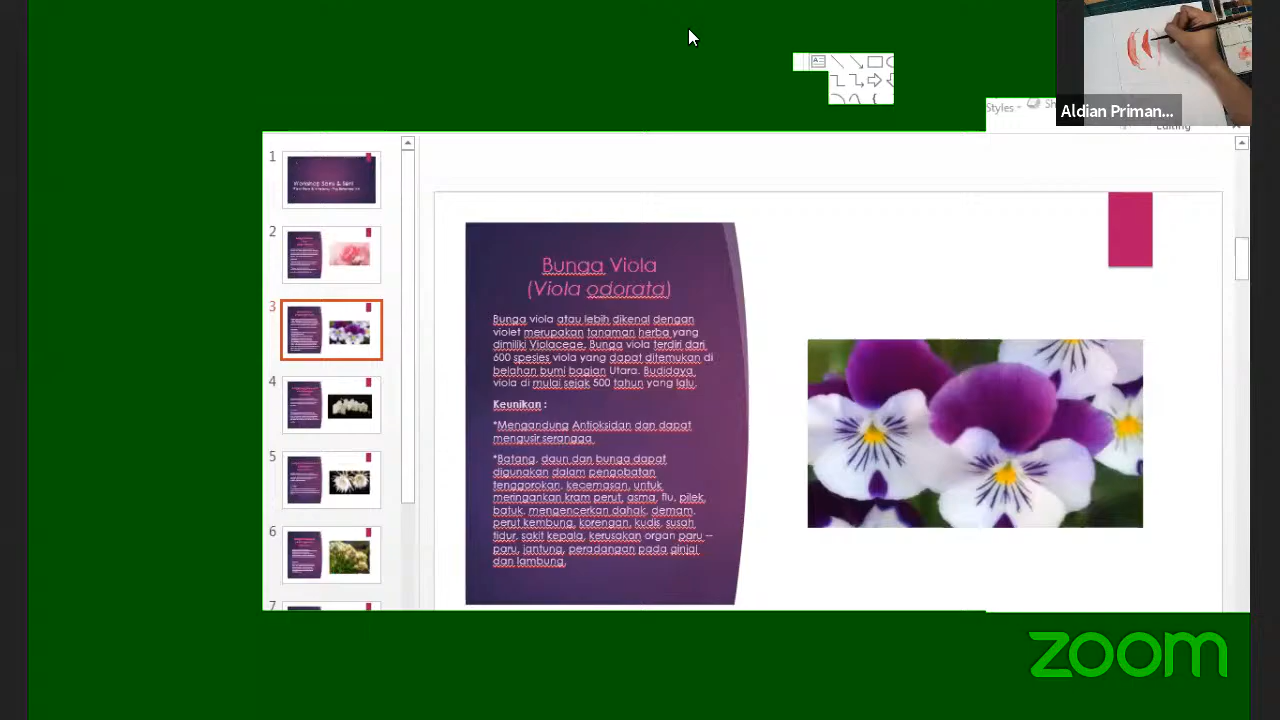 Aldian Priman...
Styles
Editing
1
2
3
4
5
6
7
Workshop Sains & Seni
Bunga Viola
(Viola odorata)
Bunga viola atau lebih dikenal dengan
violet merupakan tanaman herba yang
dimiliki Violaceae. Bunga viola terdiri dari
600 spesies viola yang dapat ditemukan di
belahan bumi bagian Utara. Budidaya
viola di mulai sejak 500 tahun yang lalu.
Keunikan :
*Mengandung Antioksidan dan dapat
mengusir serangga
*Batang, daun dan bunga dapat
digunakan dalam pengobatan
tenggorokan, kecemasan, untuk
meringankan kram perut, asma, flu, pilek,
batuk, mengencerkan dahak, demam,
perut kembung, korengan, kudis, susah
tidur, sakit kepala, kerusakan organ paru –
paru, jantung, peradangan pada ginjal
dan lambung.
zoom